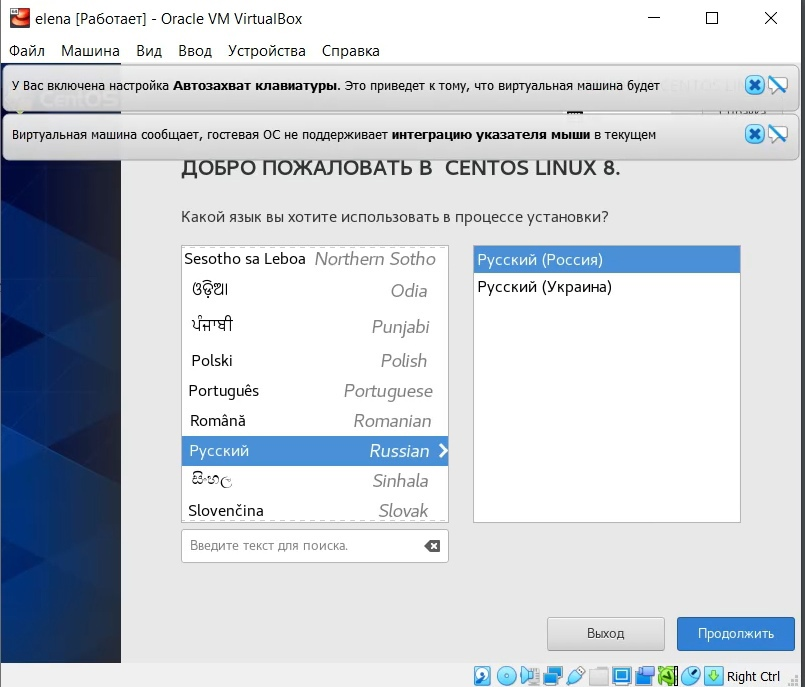 elena [Работает] - Oracle VM VirtualBox
Файл Машина Вид Ввод Устройства Справка
У Вас включена настройка Автозахват клавиатуры. Это приведет к тому, что виртуальная машина будет
Виртуальная машина сообщает, гостевая ОС не поддерживает интеграцию указателя мыши в текущем
ДОБРО ПОЖАЛОВАТЬ В CENTOS LINUX 8.
Какой язык вы хотите использовать в процессе установки?
Sesotho sa Leboa Northern Sotho
ଓଡ଼ିଆ Odia
ਪੰਜਾਬੀ Punjabi
Polski Polish
Português Portuguese
Română Romanian
Русский Russian
සිංහල Sinhala
Slovenčina Slovak
Русский (Россия)
Русский (Украина)
Введите текст для поиска.
Выход Продолжить
Right Ctrl